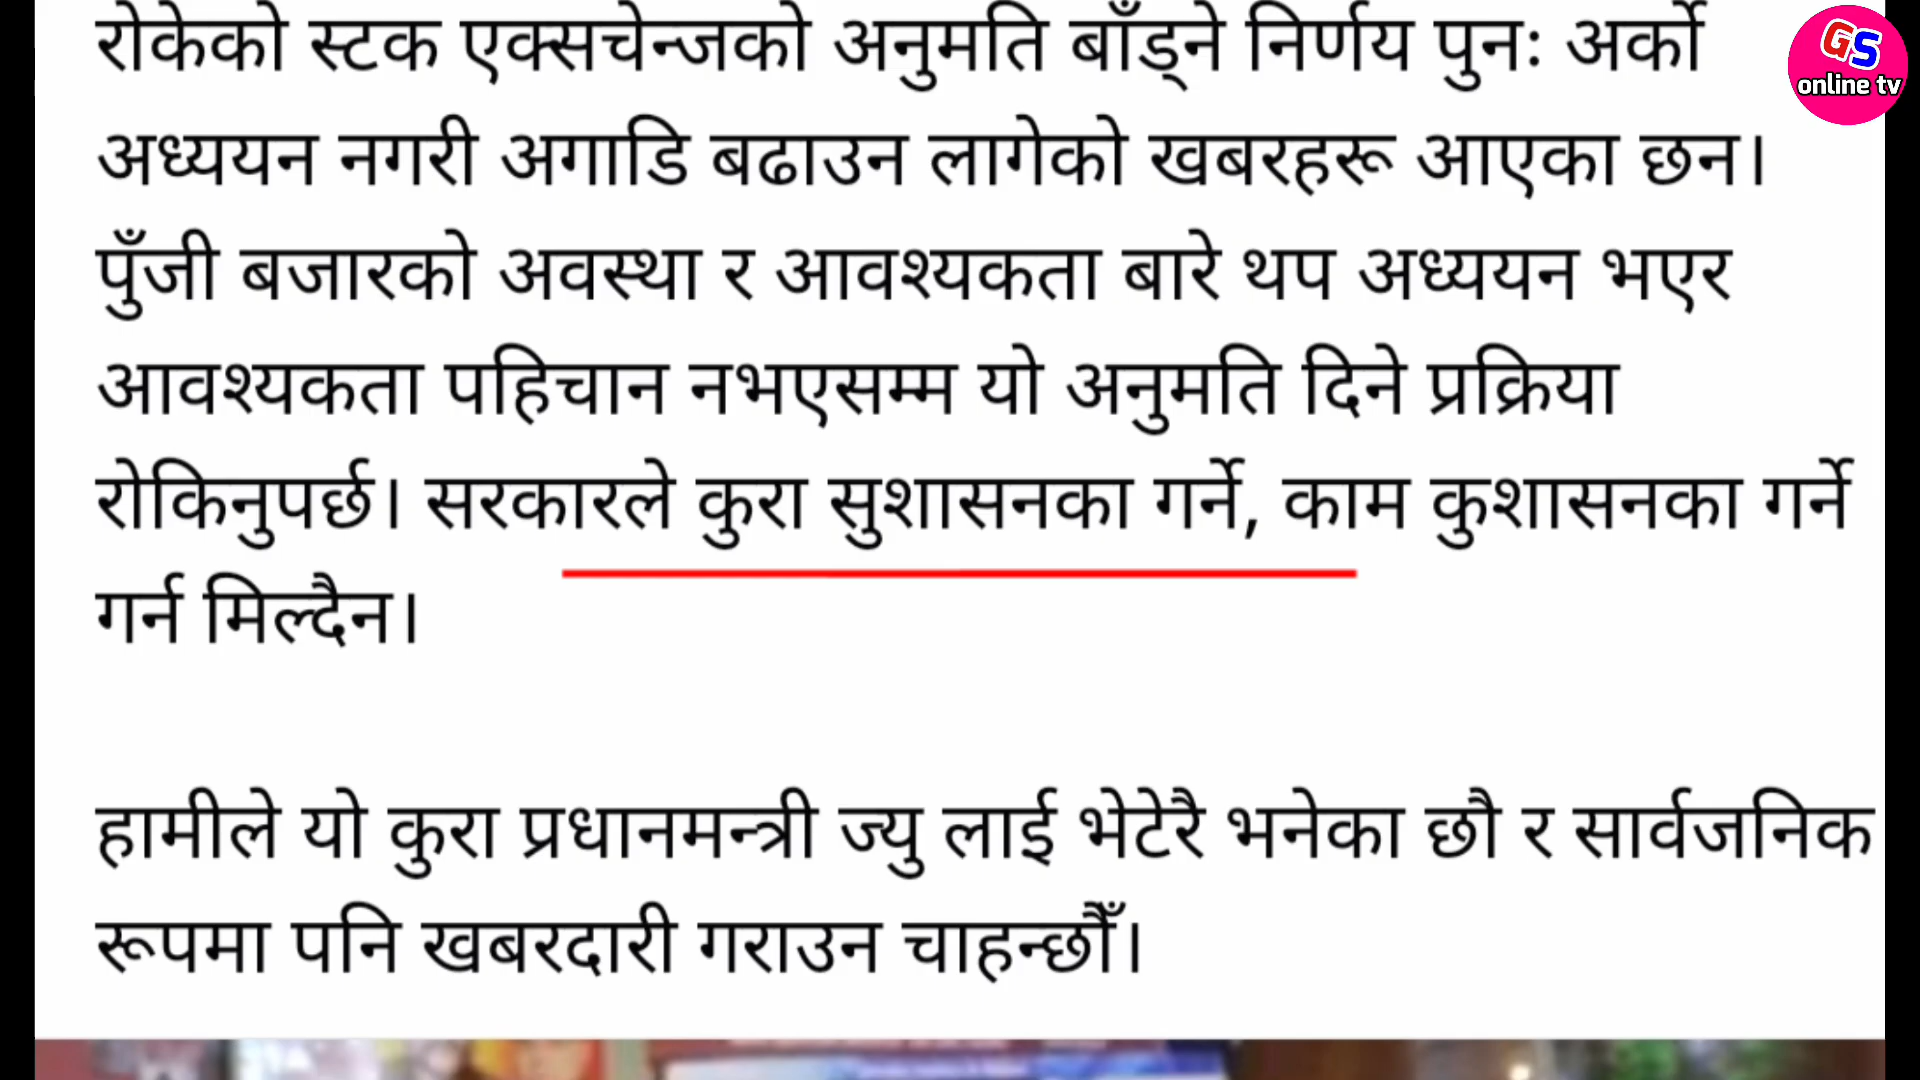 रोकेको स्टक एक्सचेन्जको अनुमति बाँड्ने निर्णय पुनः अर्को
अध्ययन नगरी अगाडि बढाउन लागेको खबरहरू आएका छन।
पुँजी बजारको अवस्था र आवश्यकता बारे थप अध्ययन भएर
आवश्यकता पहिचान नभएसम्म यो अनुमति दिने प्रक्रिया
रोकिनुपर्छ। सरकारले कुरा सुशासनका गर्ने, काम कुशासनका गर्ने
गर्न मिल्दैन।
हामीले यो कुरा प्रधानमन्त्री ज्यु लाई भेटेरै भनेका छौ र सार्वजनिक
रूपमा पनि खबरदारी गराउन चाहन्छौँ।
GS
online tv